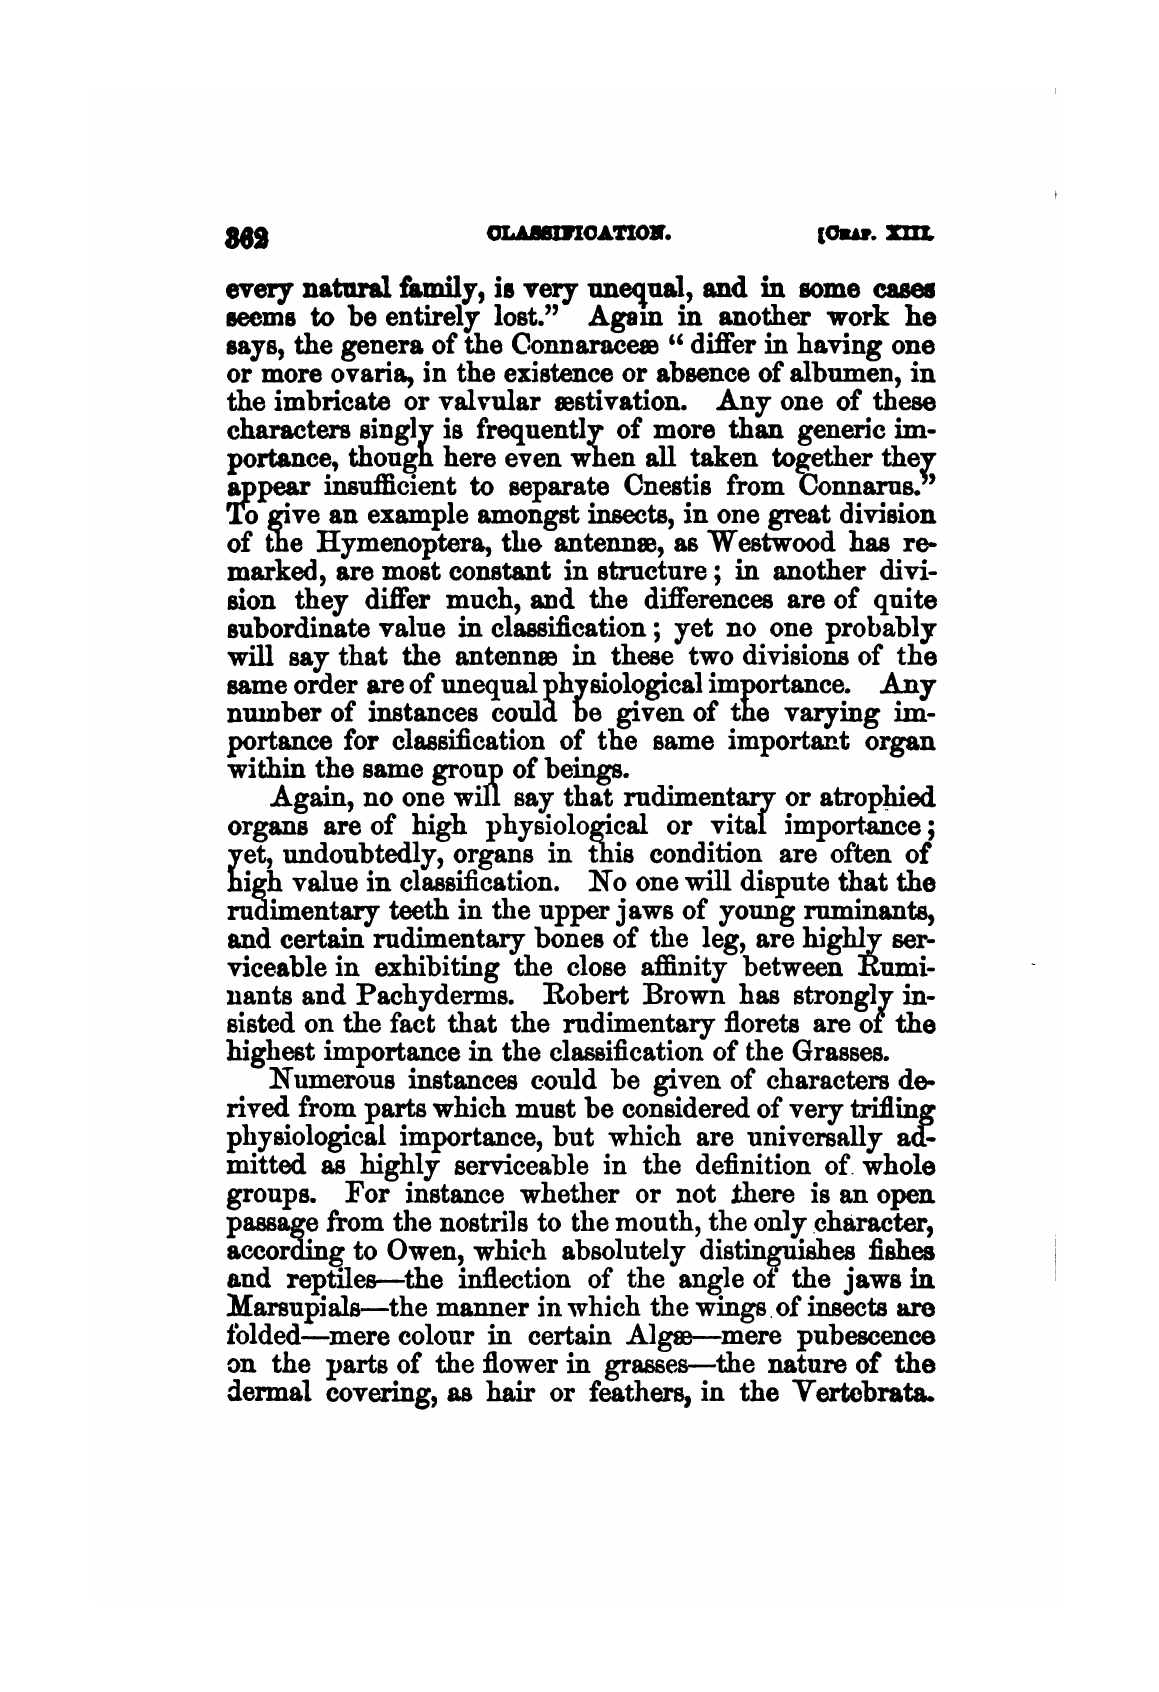 362 CLASSIFICATION. [CHAP. XIII.
every natural family, is very unequal, and in some cases
seems to be entirely lost.” Again in another work he
says, the genera of the Connaraceæ “ differ in having one
or more ovaria, in the existence or absence of albumen, in
the imbricate or valvular æstivation. Any one of these
characters singly is frequently of more than generic im-
portance, though here even when all taken together they
appear insufficient to separate Cnestis from Connarus.”
To give an example amongst insects, in one great division
of the Hymenoptera, the antennæ, as Westwood has re-
marked, are most constant in structure ; in another divi-
sion they differ much, and the differences are of quite
subordinate value in classification ; yet no one probably
will say that the antennæ in these two divisions of the
same order are of unequal physiological importance. Any
number of instances could be given of the varying im-
portance for classification of the same important organ
within the same group of beings.
Again, no one will say that rudimentary or atrophied
organs are of high physiological or vital importance ;
yet, undoubtedly, organs in this condition are often of
high value in classification. No one will dispute that the
rudimentary teeth in the upper jaws of young ruminants,
and certain rudimentary bones of the leg, are highly ser-
viceable in exhibiting the close affinity between Rumi-
nants and Pachyderms. Robert Brown has strongly in-
sisted on the fact that the rudimentary florets are of the
highest importance in the classification of the Grasses.
Numerous instances could be given of characters de-
rived from parts which must be considered of very trifling
physiological importance, but which are universally ad-
mitted as highly serviceable in the definition of whole
groups. For instance whether or not there is an open
passage from the nostrils to the mouth, the only character,
according to Owen, which absolutely distinguishes fishes
and reptiles—the inflection of the angle of the jaws in
Marsupials—the manner in which the wings of insects are
folded—mere colour in certain Algæ—mere pubescence
on the parts of the flower in grasses—the nature of the
dermal covering, as hair or feathers, in the Vertebrata.